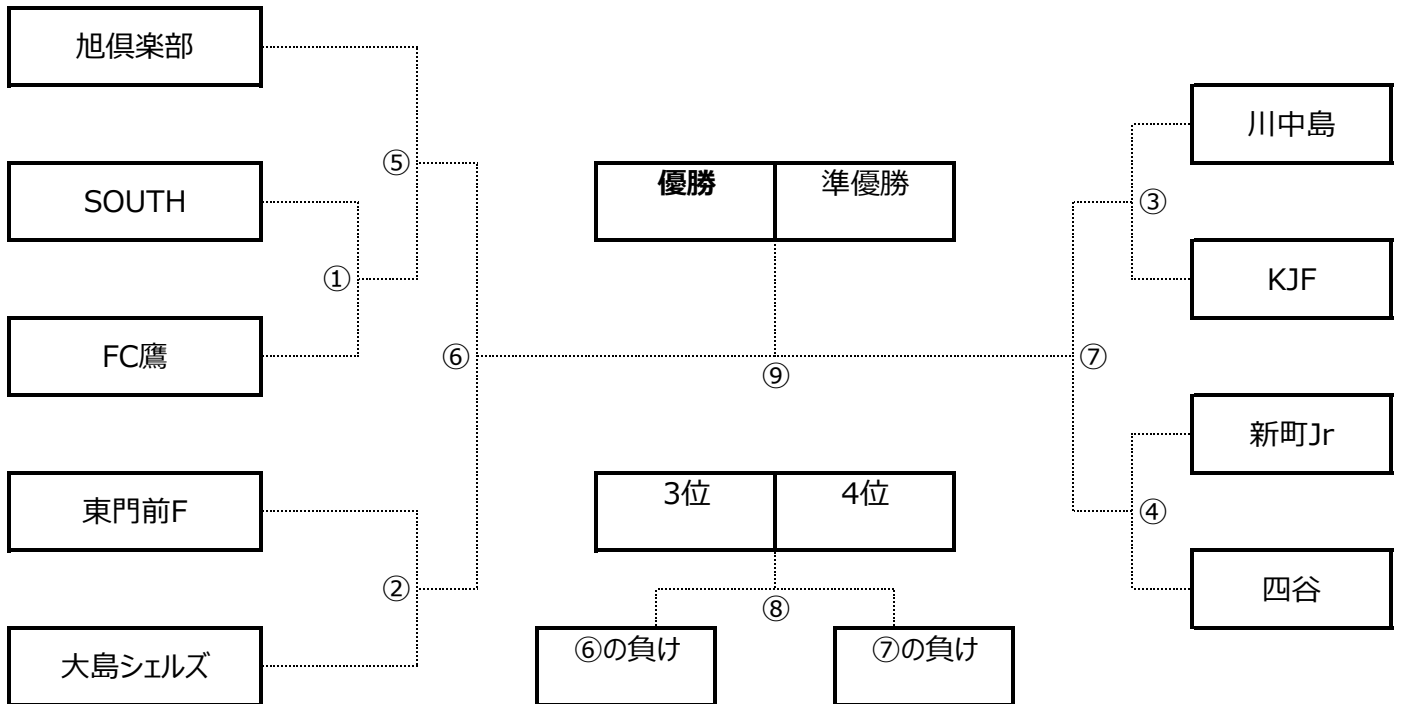 旭倶楽部
川中島
⑤
優勝
準優勝
SOUTH
③
①
KJF
FC鷹
⑥
⑦
⑨
新町Jr
3位
4位
東門前F
④
②
⑧
四谷
大島シェルズ
⑥の負け
⑦の負け